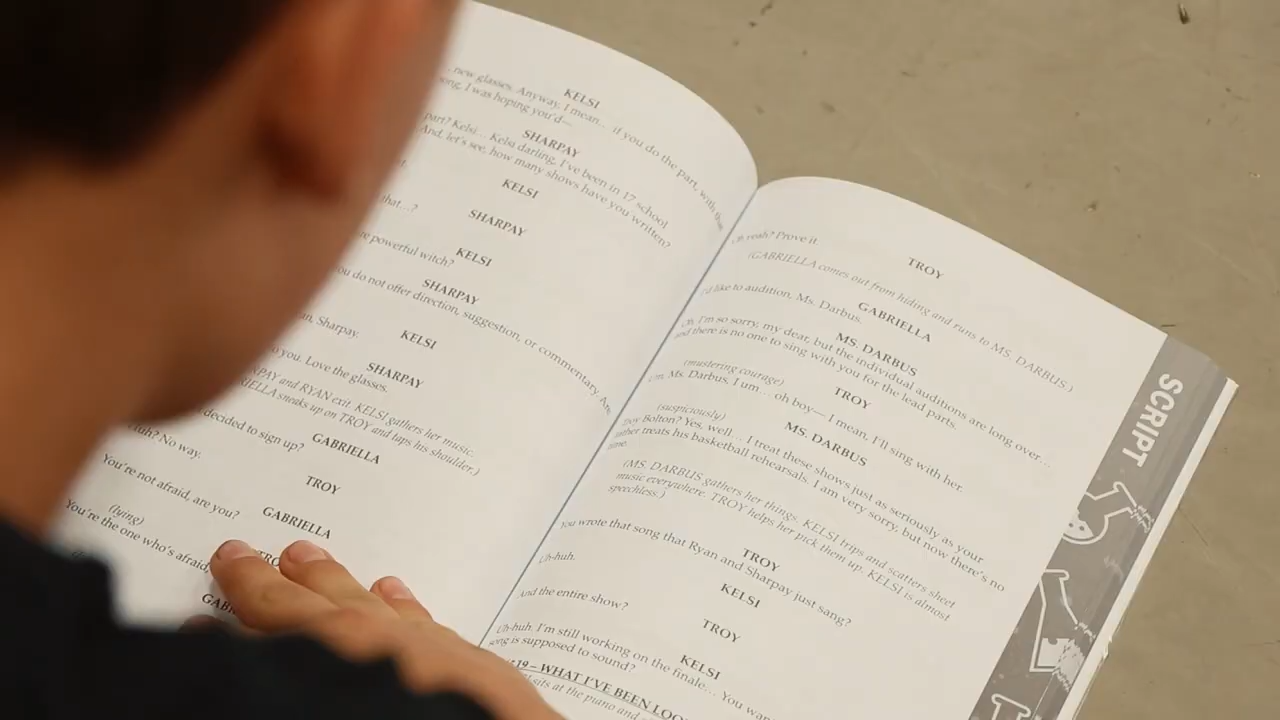 KELSI
new glasses. Anyway, I mean... if you do the part, with the
song, I was hoping you'd—
SHARPAY
part? Kelsi... Kelsi darling, I've been in 17 school
And, let's see, how many shows have you written?
KELSI
SHARPAY
that...?
KELSI
powerful witch?
SHARPAY
you do not offer direction, suggestion, or commentary.
KELSI
Sharpay.
SHARPAY
you. Love the glasses.
and RYAN exit. KELSI gathers her music.
sneaks up on TROY and taps his shoulder.)
GABRIELLA
decided to sign up?
TROY
Huh? No way.
GABRIELLA
You're not afraid, are you?
(lying)
You're the one who's afraid,
Oh yeah? Prove it.
(GABRIELLA comes out from hiding and runs to MS. DARBUS.)
TROY
GABRIELLA
I'd like to audition, Ms. Darbus.
MS. DARBUS
Oh, I'm so sorry, my dear, but the individual auditions are long over...
and there is no one to sing with you for the lead parts.
TROY
(mustering courage)
Um, Ms. Darbus, I um... oh boy— I mean, I'll sing with her.
MS. DARBUS
(suspiciously)
Troy Bolton? Yes, well... I treat these shows just as seriously as your
father treats his basketball rehearsals. I am very sorry, but now there's no
time.
(MS. DARBUS gathers her things. KELSI trips and scatters sheet
music everywhere. TROY helps her pick them up. KELSI is almost
speechless.)
TROY
You wrote that song that Ryan and Sharpay just sang?
KELSI
Uh-huh.
TROY
And the entire show?
KELSI
Uh-huh. I'm still working on the finale... You
song is supposed to sound?
19 – WHAT I'VE BEEN
sits at the piano and
SCRIPT